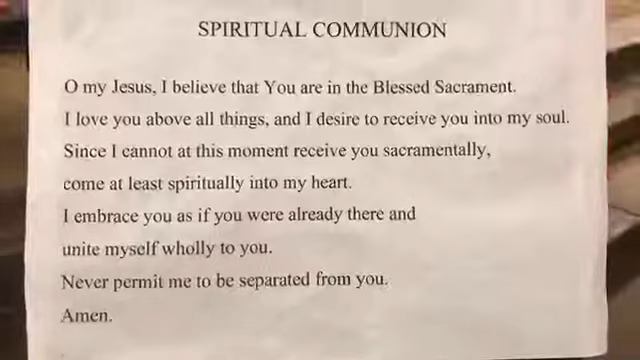 SPIRITUAL COMMUNION
O my Jesus, I believe that You are in the Blessed Sacrament.
I love you above all things, and I desire to receive you into my soul.
Since I cannot at this moment receive you sacramentally,
come at least spiritually into my heart.
I embrace you as if you were already there and
unite myself wholly to you.
Never permit me to be separated from you.
Amen.